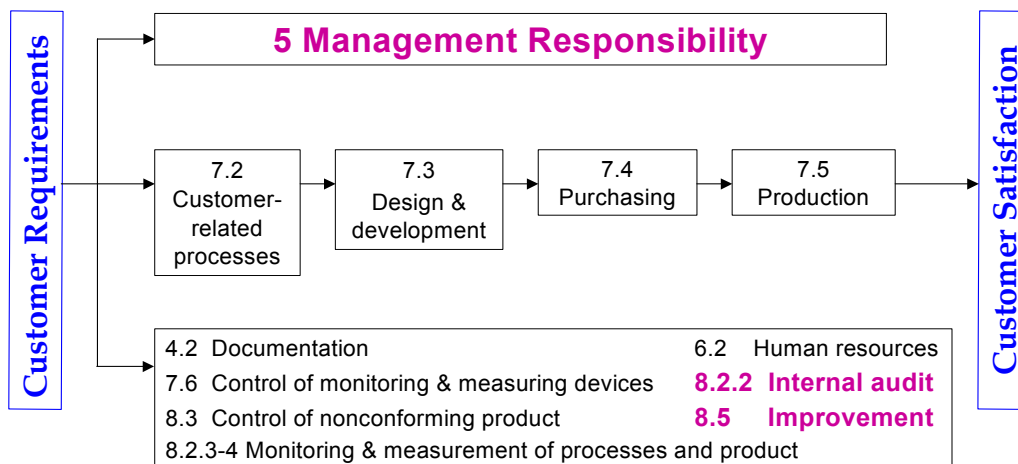 Customer Requirements
5 Management Responsibility
7.2
Customer-
related
processes
7.3
Design &
development
7.4
Purchasing
7.5
Production
4.2 Documentation
6.2 Human resources
7.6 Control of monitoring & measuring devices
8.2.2 Internal audit
8.3 Control of nonconforming product
8.5 Improvement
8.2.3-4 Monitoring & measurement of processes and product
Customer Satisfaction